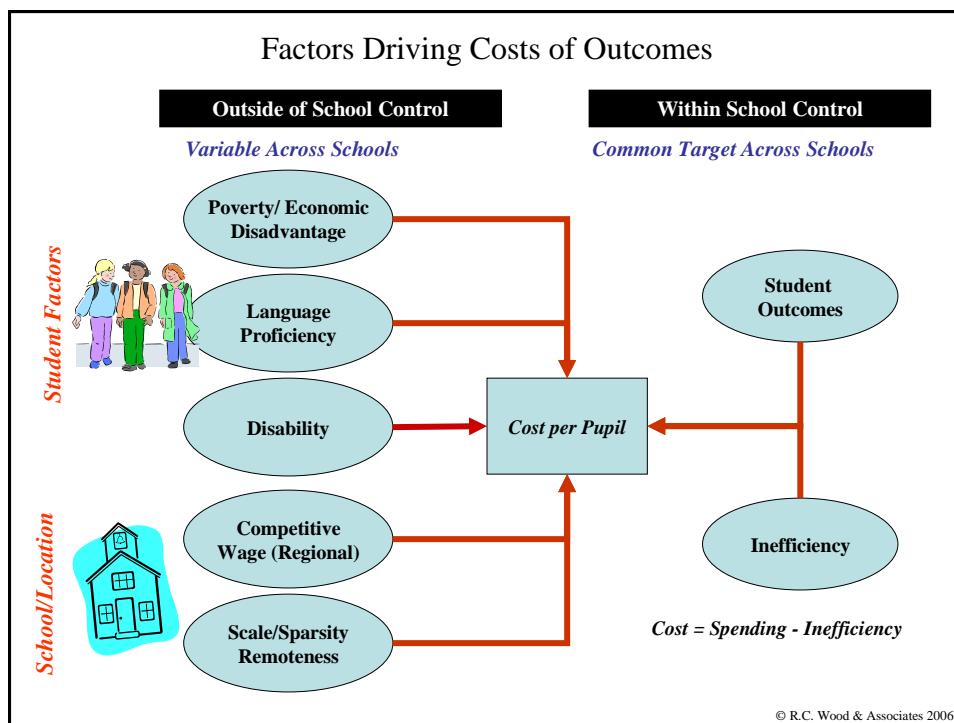 Factors Driving Costs of Outcomes
Outside of School Control
Variable Across Schools
Within School Control
Common Target Across Schools
Student Factors
Poverty/ Economic
Disadvantage
Language
Proficiency
Disability
School/Location
Competitive
Wage (Regional)
Scale/Sparsity
Remoteness
Cost per Pupil
Student
Outcomes
Inefficiency
Cost = Spending - Inefficiency
© R.C. Wood & Associates 2006